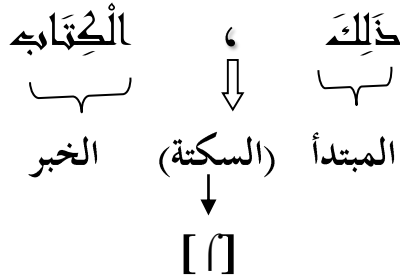 ذَلِكَ ، الْكِتَابُ
المبتدأ (السكتة) الخبر
[أ]